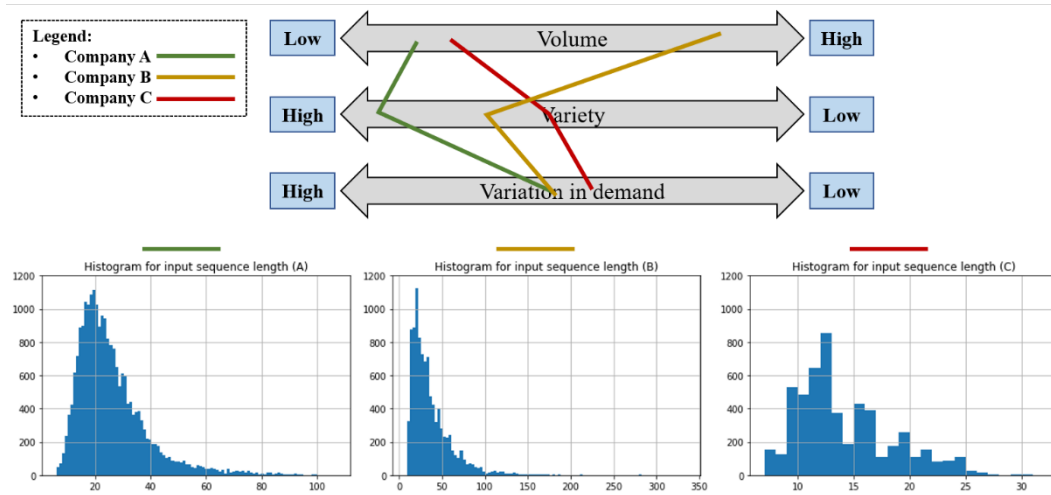 Legend:
• Company A
• Company B
• Company C
Low
Volume
High
High
Variety
Low
High
Variation in demand
Low
Histogram for input sequence length (A)
1200
1000
800
600
400
200
0
20
40
60
80
100
Histogram for input sequence length (B)
1200
1000
800
600
400
200
0
0
50
100
150
200
250
300
350
Histogram for input sequence length (C)
1200
1000
800
600
400
200
0
10
15
20
25
30